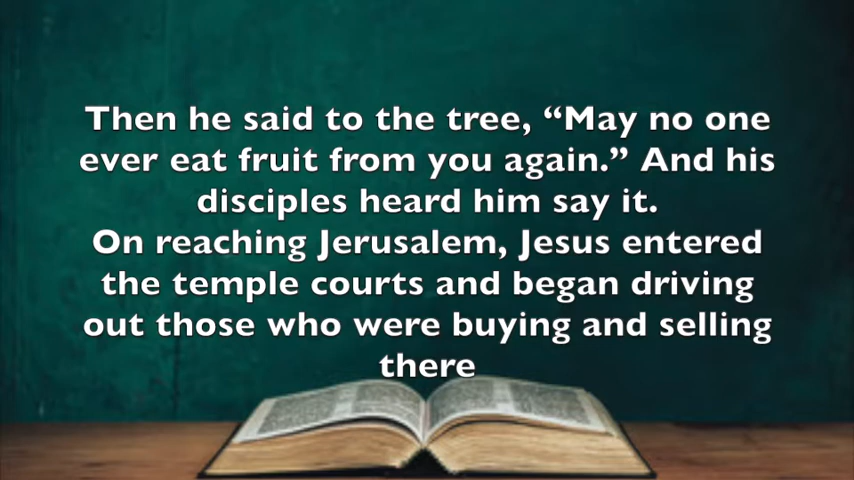 Then he said to the tree, “May no one
ever eat fruit from you again.” And his
disciples heard him say it.
On reaching Jerusalem, Jesus entered
the temple courts and began driving
out those who were buying and selling
there